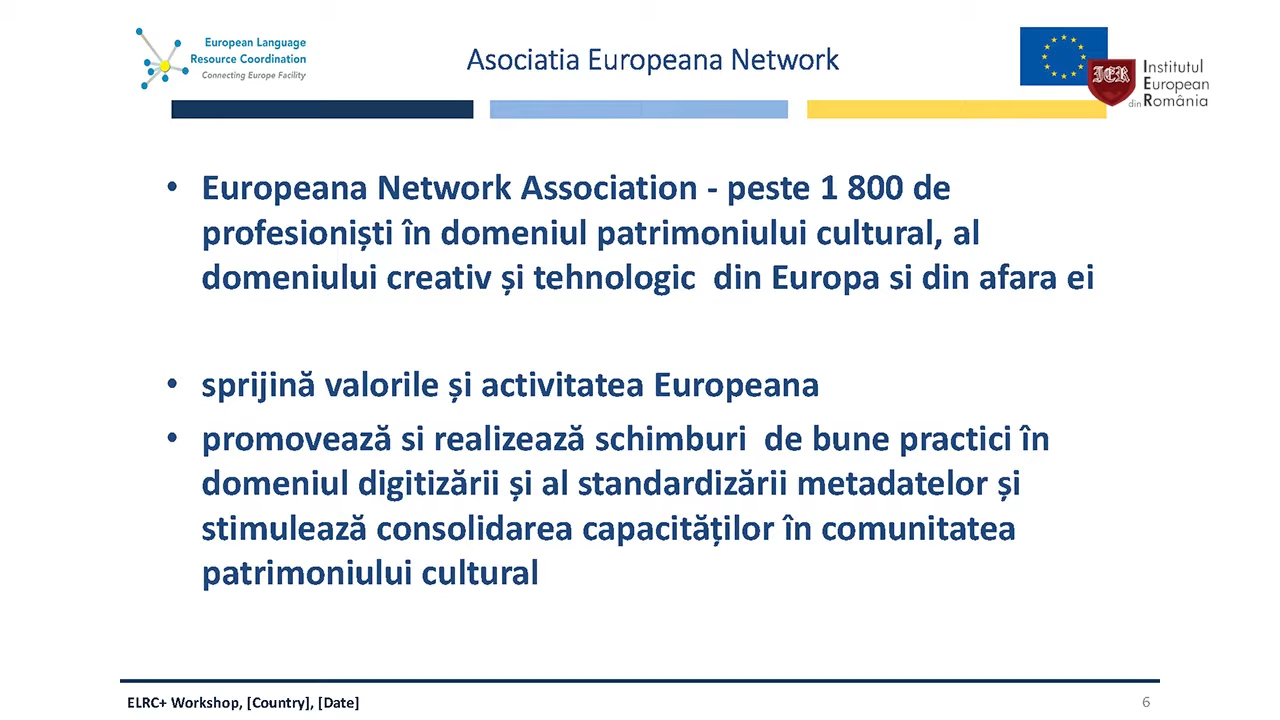 European Language
Resource Coordination
Connecting Europe Facility
Asociatia Europeana Network
Institutul
European
din România
• Europeana Network Association - peste 1 800 de
profesioniști în domeniul patrimoniului cultural, al
domeniului creativ și tehnologic din Europa si din afara ei
• sprijină valorile și activitatea Europeana
• promovează si realizează schimburi de bune practici în
domeniul digitizării și al standardizării metadatelor și
stimulează consolidarea capacităților în comunitatea
patrimoniului cultural
ELRC+ Workshop, [Country], [Date]
6